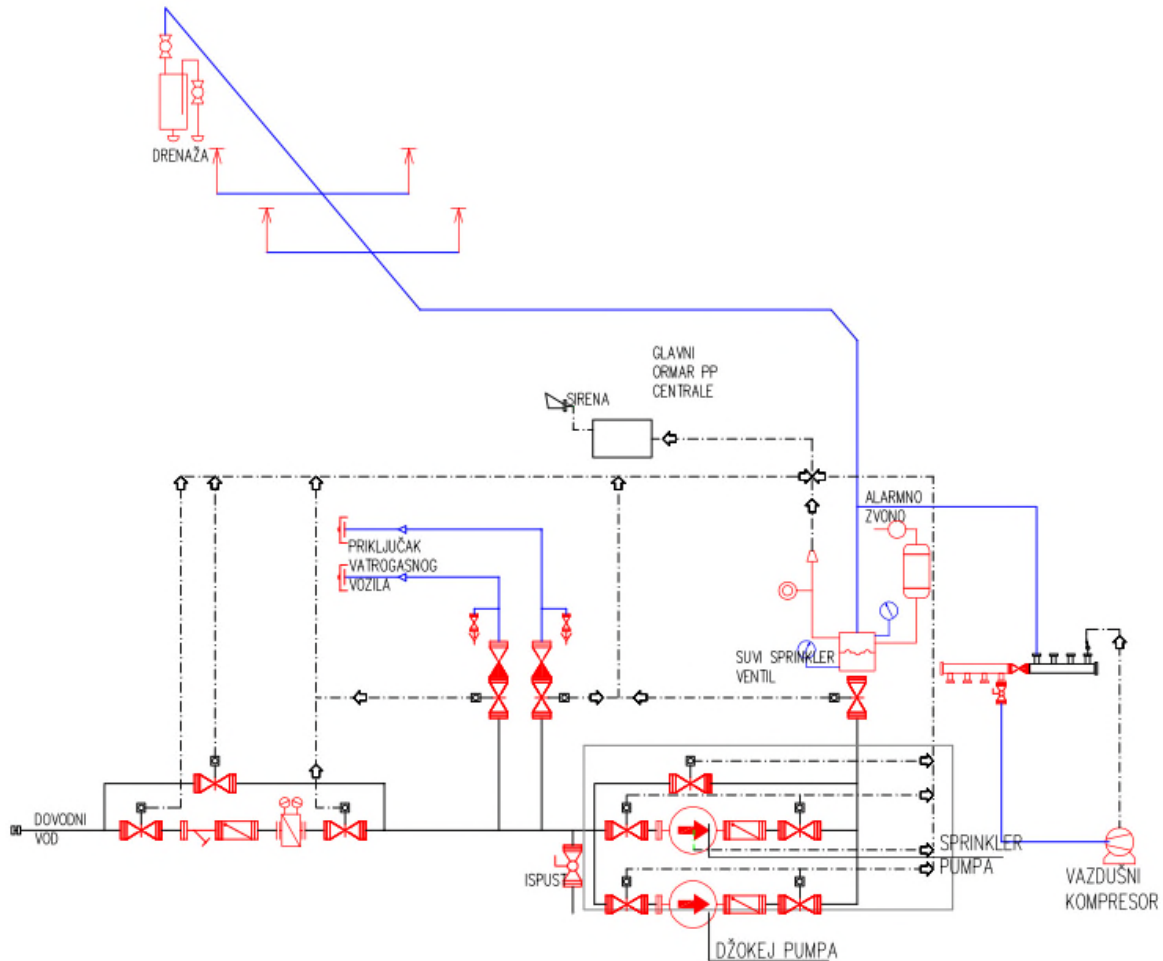 DRENAŽA
GLAVNI
ORMAR PP
CENTRALE
SIRENA
ALARMNO
ZVONO
PRIKLJUČAK
VATROGASNOG
VOZILA
SUVI SPRINKLER
VENTIL
DOVODNI
VOD
ISPUST
SPRINKLER
PUMPA
VAZDUŠNI
KOMPRESOR
DŽOKEJ PUMPA